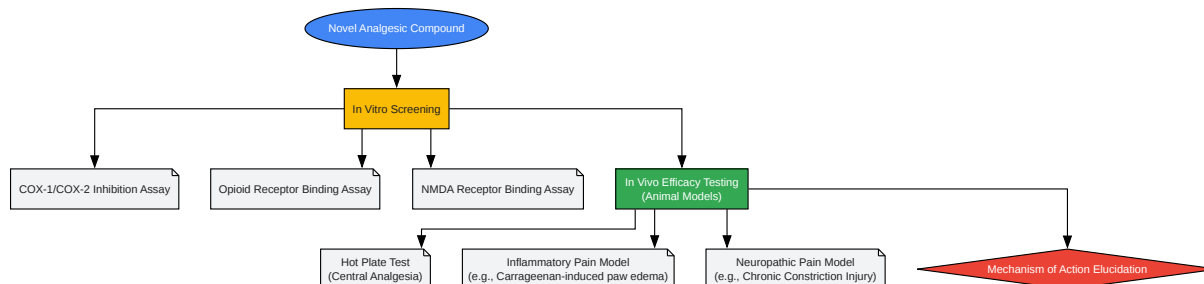 Novel Analgesic Compound
In Vitro Screening
COX-1/COX-2 Inhibition Assay
Opioid Receptor Binding Assay
NMDA Receptor Binding Assay
In Vivo Efficacy Testing
(Animal Models)
Hot Plate Test
(Central Analgesia)
Inflammatory Pain Model
(e.g., Carrageenan-induced paw edema)
Neuropathic Pain Model
(e.g., Chronic Constriction Injury)
Mechanism of Action Elucidation